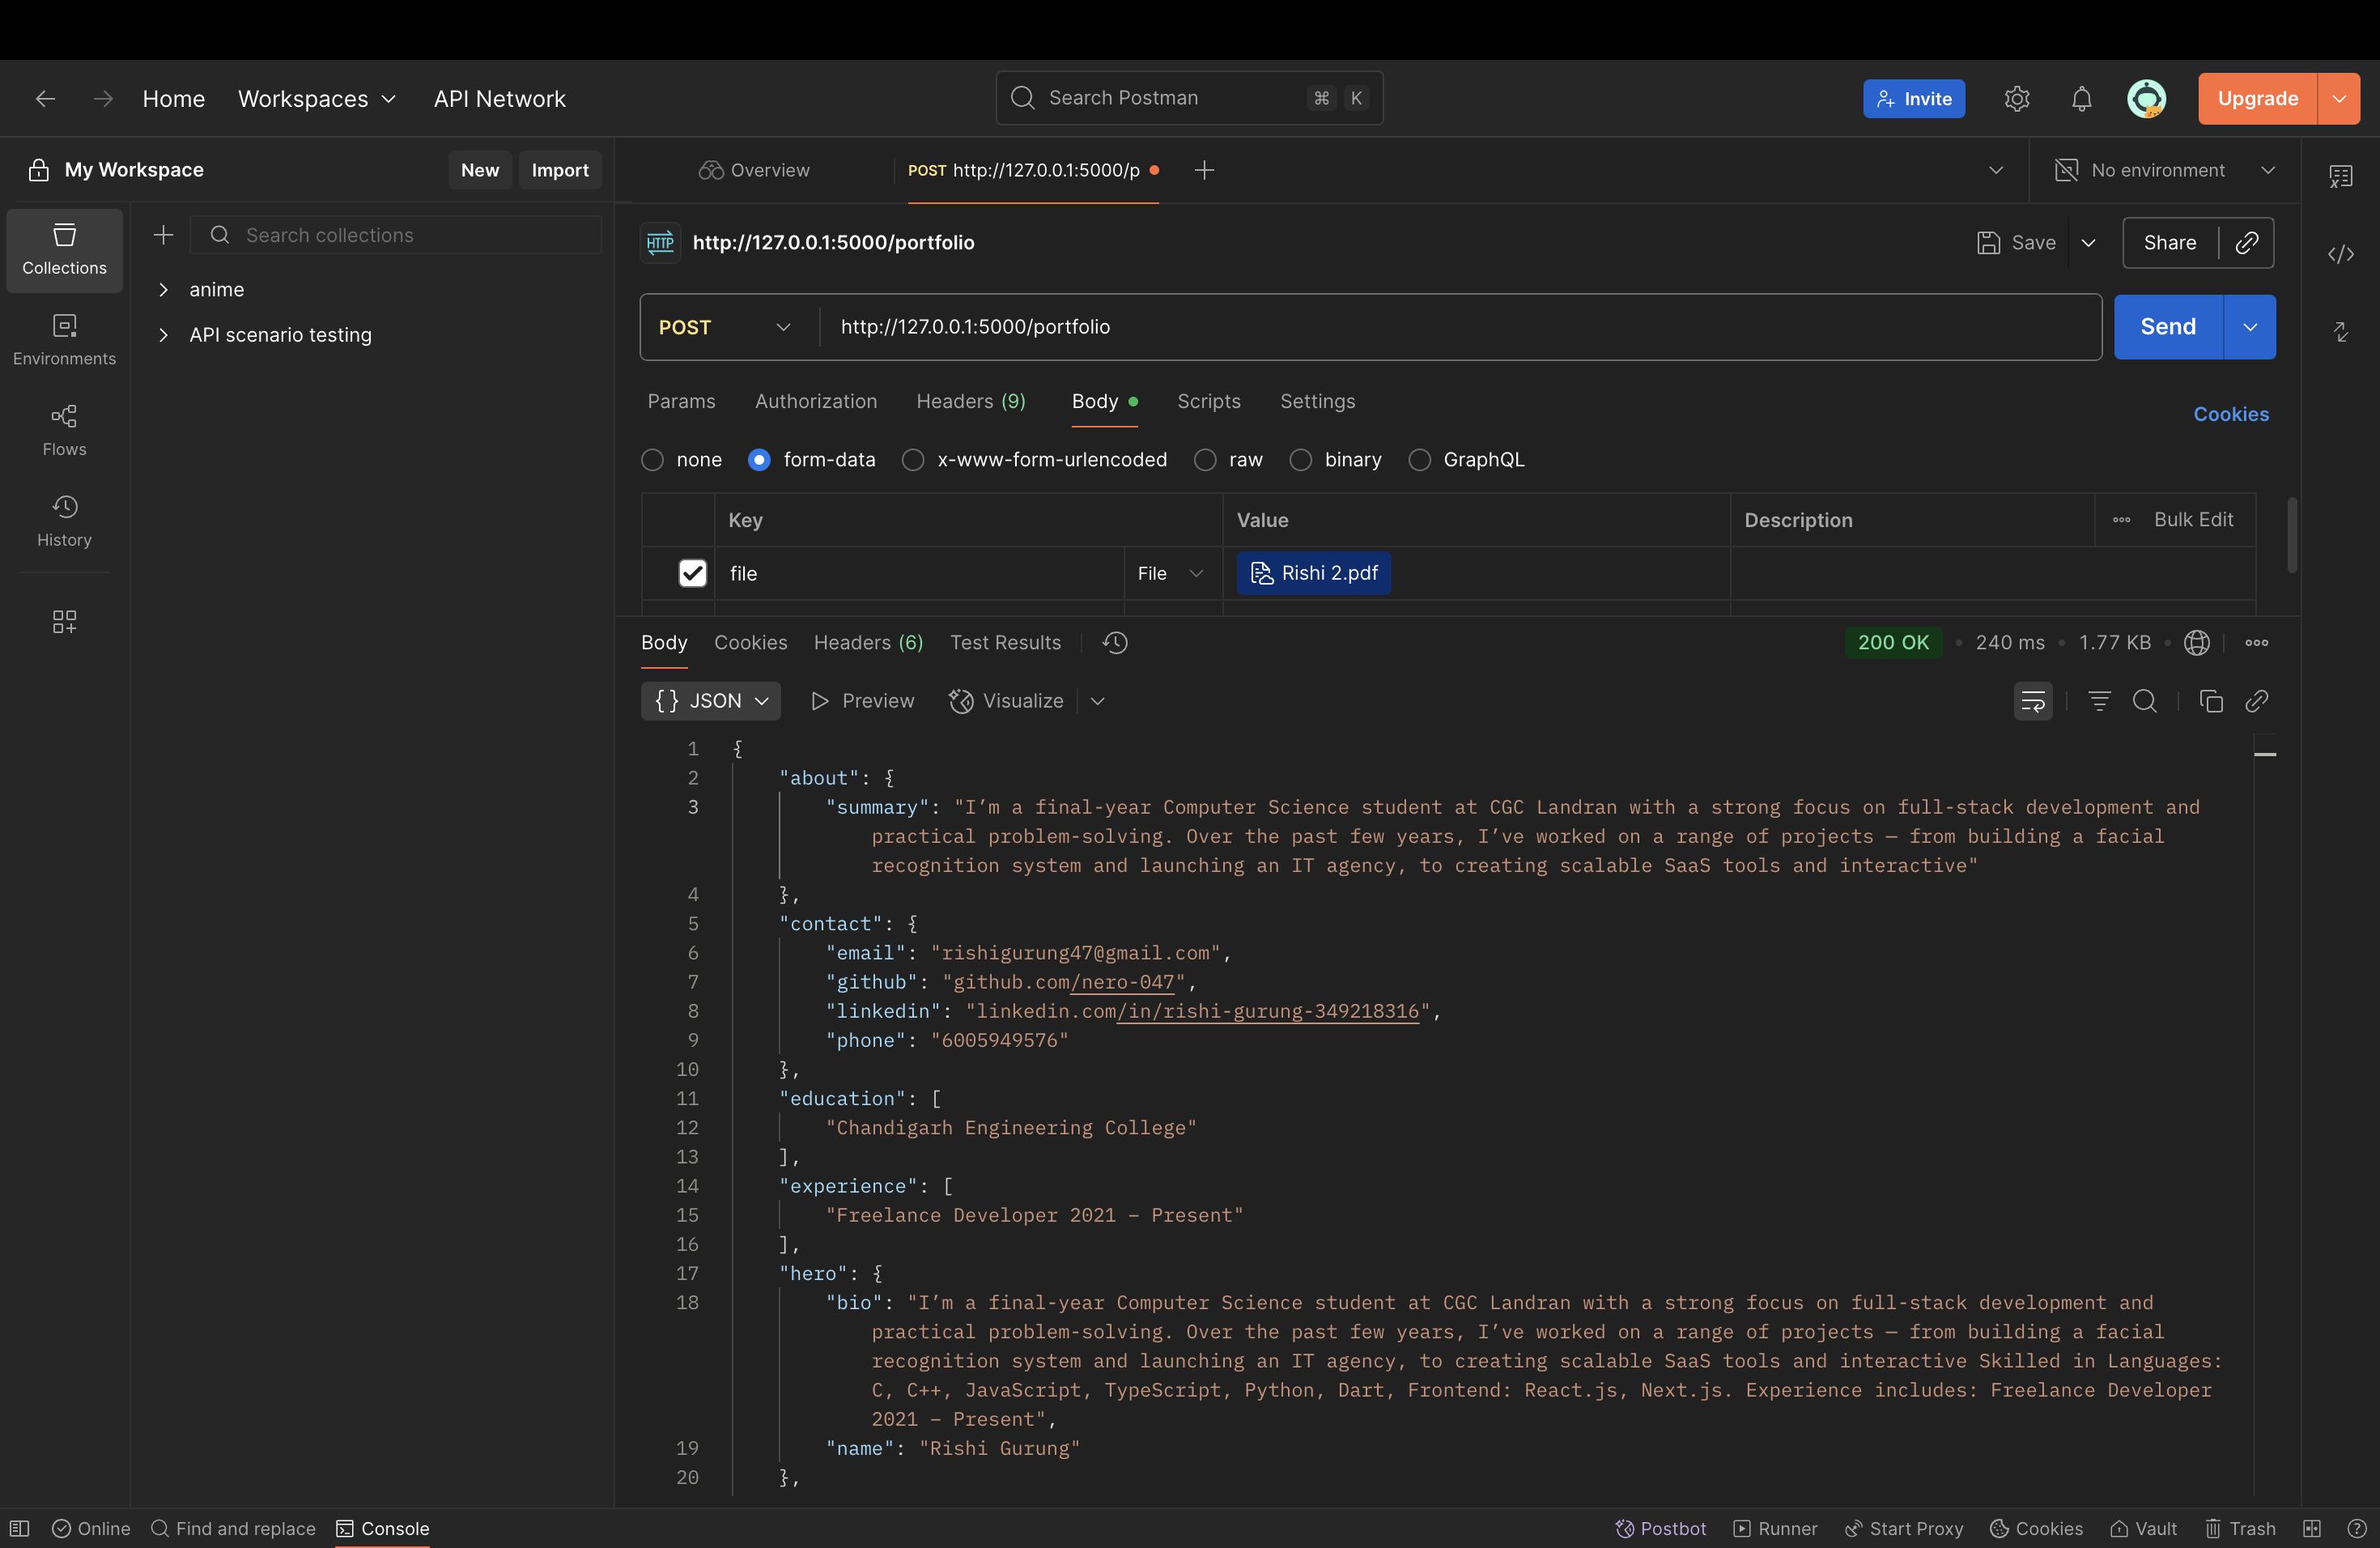 Home Workspaces API Network
Search Postman ⌘ K
Invite Upgrade
My Workspace New Import
Overview POST http://127.0.0.1:5000/p
No environment
Collections
Environments
Flows
History
Search collections
anime
API scenario testing
HTTP http://127.0.0.1:5000/portfolio
Save Share
POST http://127.0.0.1:5000/portfolio Send
Params Authorization Headers (9) Body Scripts Settings
Cookies
none form-data x-www-form-urlencoded raw binary GraphQL
Key Value Description Bulk Edit
file File Rishi 2.pdf
Body Cookies Headers (6) Test Results
200 OK • 240 ms • 1.77 KB •
{ } JSON Preview Visualize
1 {
2 "about": {
3 "summary": "I’m a final-year Computer Science student at CGC Landran with a strong focus on full-stack development and
practical problem-solving. Over the past few years, I’ve worked on a range of projects — from building a facial
recognition system and launching an IT agency, to creating scalable SaaS tools and interactive"
4 },
5 "contact": {
6 "email": "rishigurung47@gmail.com",
7 "github": "github.com/nero-047",
8 "linkedin": "linkedin.com/in/rishi-gurung-349218316",
9 "phone": "6005949576"
10 },
11 "education": [
12 "Chandigarh Engineering College"
13 ],
14 "experience": [
15 "Freelance Developer 2021 – Present"
16 ],
17 "hero": {
18 "bio": "I’m a final-year Computer Science student at CGC Landran with a strong focus on full-stack development and
practical problem-solving. Over the past few years, I’ve worked on a range of projects — from building a facial
recognition system and launching an IT agency, to creating scalable SaaS tools and interactive Skilled in Languages:
C, C++, JavaScript, TypeScript, Python, Dart, Frontend: React.js, Next.js. Experience includes: Freelance Developer
2021 – Present",
19 "name": "Rishi Gurung"
20 },
Online Find and replace Console
Postbot Runner Start Proxy Cookies Vault Trash